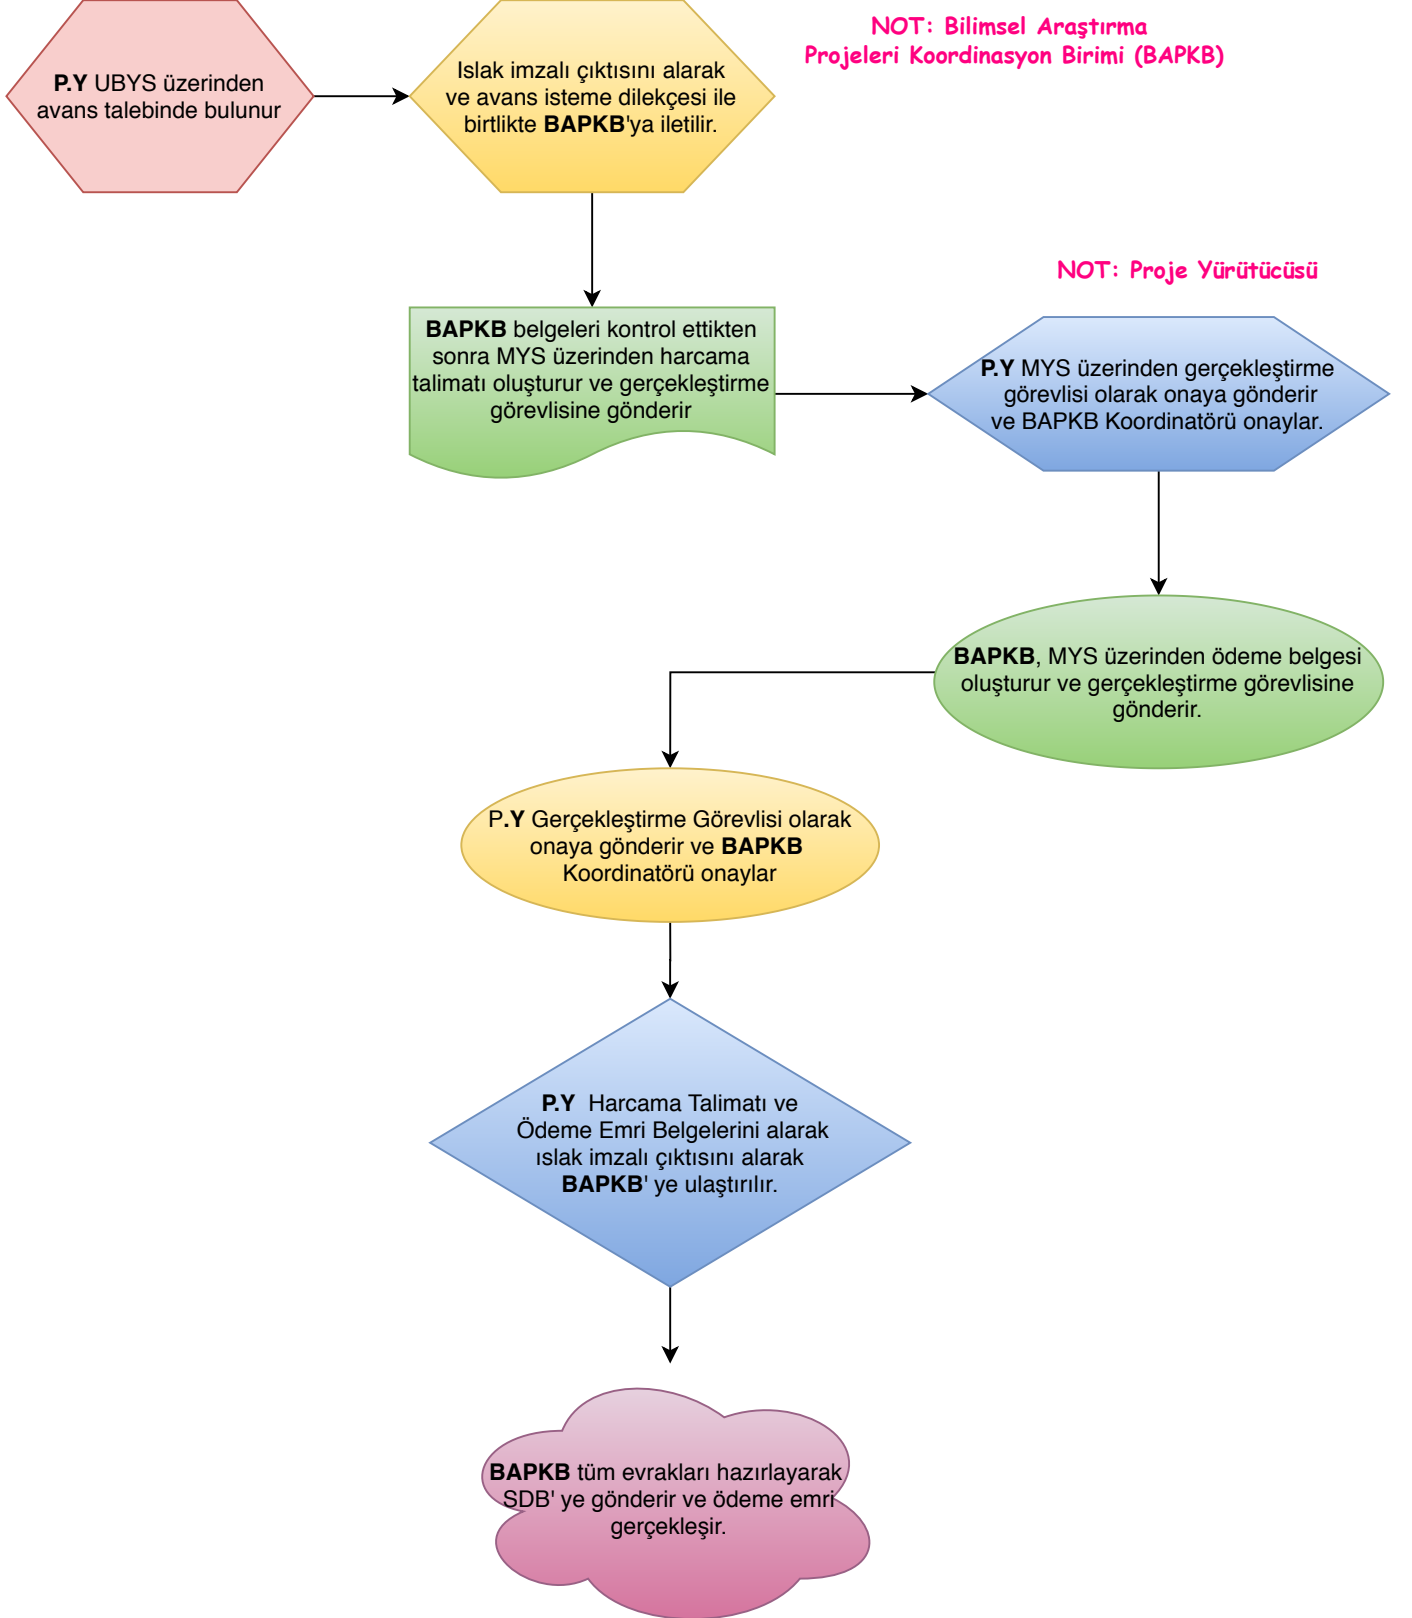 NOT: Bilimsel Araştırma
Projeleri Koordinasyon Birimi (BAPKB)
P.Y UBYS üzerinden
avans talebinde bulunur
Islak imzalı çıktısını alarak
ve avans isteme dilekçesi ile
birtlikte BAPKB'ya iletilir.
NOT: Proje Yürütücüsü
BAPKB belgeleri kontrol ettikten
sonra MYS üzerinden harcama
talimatı oluşturur ve gerçekleştirme
görevlisine gönderir
P.Y MYS üzerinden gerçekleştirme
görevlisi olarak onaya gönderir
ve BAPKB Koordinatörü onaylar.
BAPKB, MYS üzerinden ödeme belgesi
oluşturur ve gerçekleştirme görevlisine
gönderir.
P.Y Gerçekleştirme Görevlisi olarak
onaya gönderir ve BAPKB
Koordinatörü onaylar
P.Y  Harcama Talimatı ve
Ödeme Emri Belgelerini alarak
ıslak imzalı çıktısını alarak
BAPKB' ye ulaştırılır.
BAPKB tüm evrakları hazırlayarak
SDB' ye gönderir ve ödeme emri
gerçekleşir.